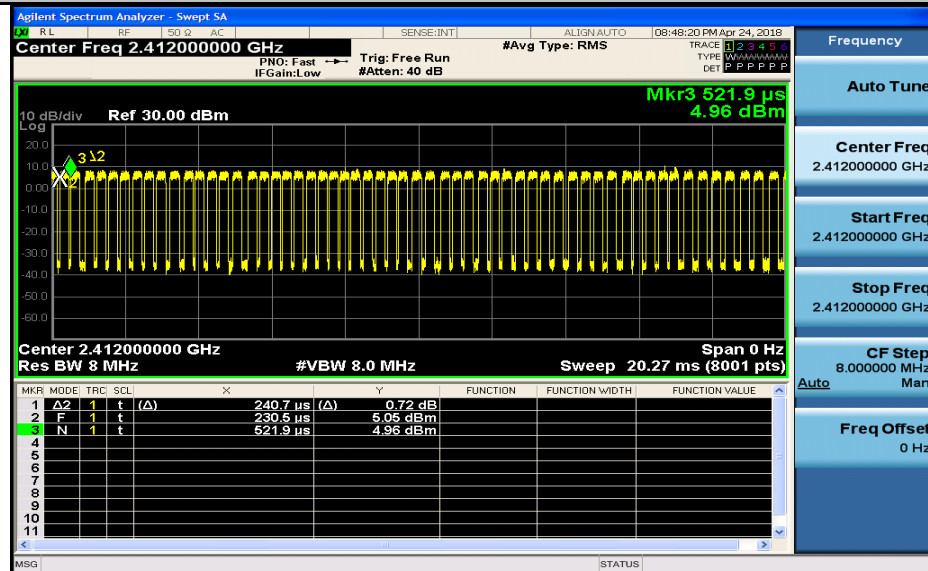 Agilent Spectrum Analyzer - Swept SA
LXI RL RF 50 Ω AC SENSE:INT ALIGN AUTO 08:48:20 PM Apr 24, 2018
Center Freq 2.412000000 GHz
PNO: Fast
IFGain:Low
Trig: Free Run
#Atten: 40 dB
#Avg Type: RMS
TRACE 1 2 3 4 5 6
TYPE
DET P P P P P P
Mkr3 521.9 µs
4.96 dBm
10 dB/div Ref 30.00 dBm
Log
20.0
10.0
0.00
-10.0
-20.0
-30.0
-40.0
-50.0
-60.0
3 1Δ2
2
Center 2.412000000 GHz Span 0 Hz
Res BW 8 MHz #VBW 8.0 MHz Sweep 20.27 ms (8001 pts)
MKR MODE TRC SCL X Y FUNCTION FUNCTION WIDTH FUNCTION VALUE
1 Δ2 1 t (Δ) 240.7 µs (Δ) 0.72 dB
2 F 1 t 230.5 µs 5.05 dBm
3 N 1 t 521.9 µs 4.96 dBm
4
5
6
7
8
9
10
11
MSG STATUS
Frequency
Auto Tune
Center Freq
2.412000000 GHz
Start Freq
2.412000000 GHz
Stop Freq
2.412000000 GHz
CF Step
8.000000 MHz
Auto Man
Freq Offset
0 Hz